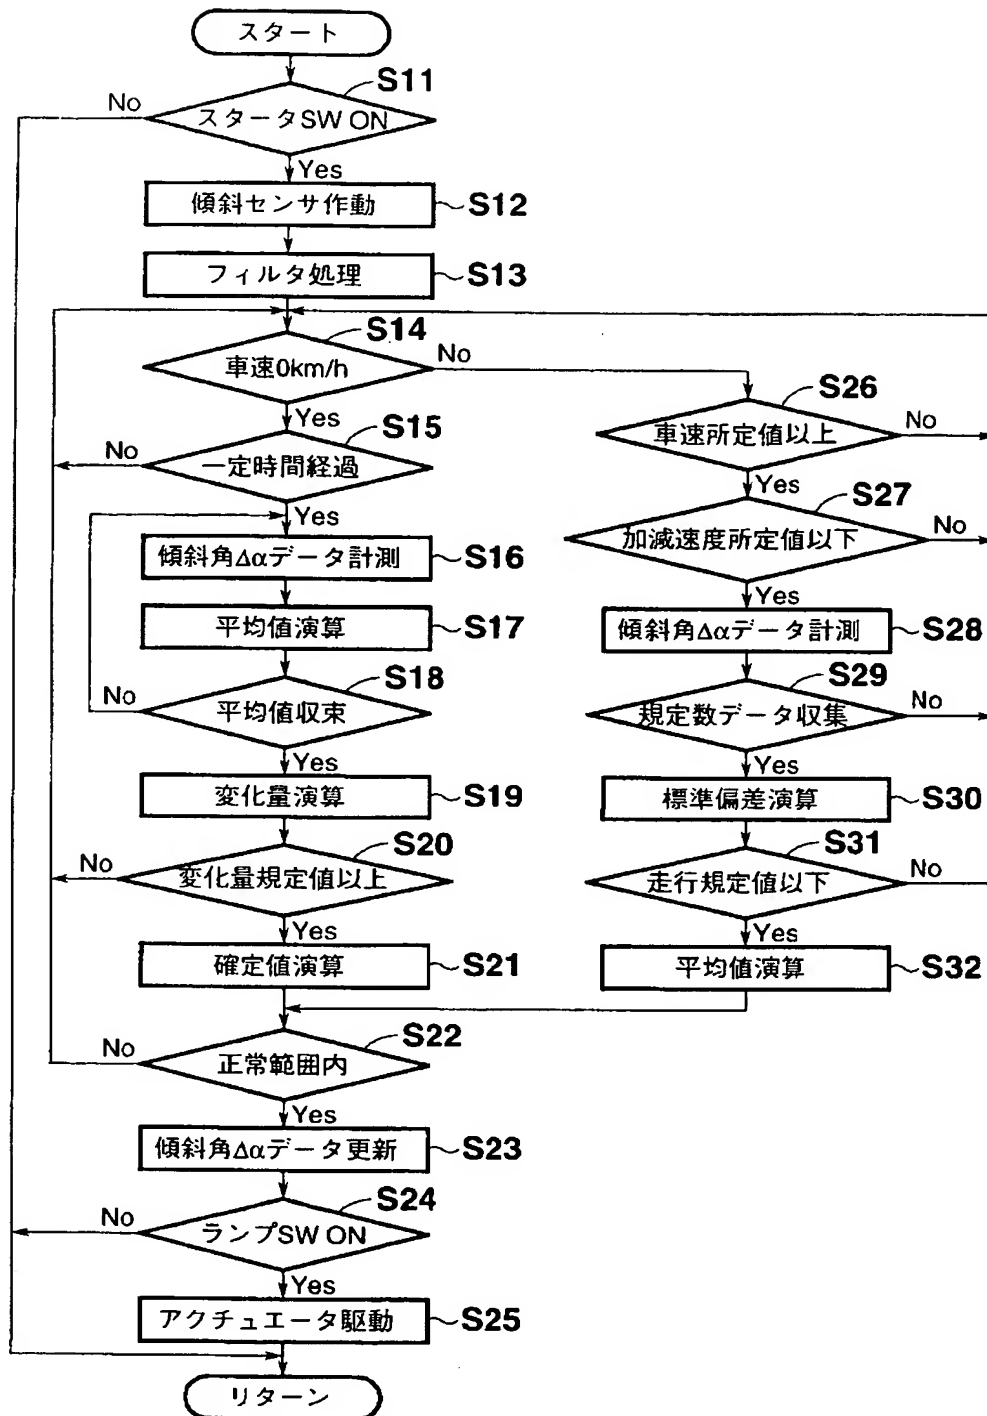 スタート
S11
No
スタータSW ON
Yes
傾斜センサ作動
S12
フィルタ処理
S13
S14
車速0km/h
No
Yes
S15
No
一定時間経過
Yes
傾斜角Δαデータ計測
S16
平均値演算
S17
S18
No
平均値収束
Yes
変化量演算
S19
S20
No
変化量規定値以上
Yes
確定値演算
S21
S22
No
正常範囲内
Yes
傾斜角Δαデータ更新
S23
S24
No
ランプSW ON
Yes
アクチュエータ駆動
S25
リターン
S26
車速所定値以上
No
Yes
S27
加減速度所定値以下
No
Yes
傾斜角Δαデータ計測
S28
S29
規定数データ収集
No
Yes
標準偏差演算
S30
S31
走行規定値以下
No
Yes
平均値演算
S32